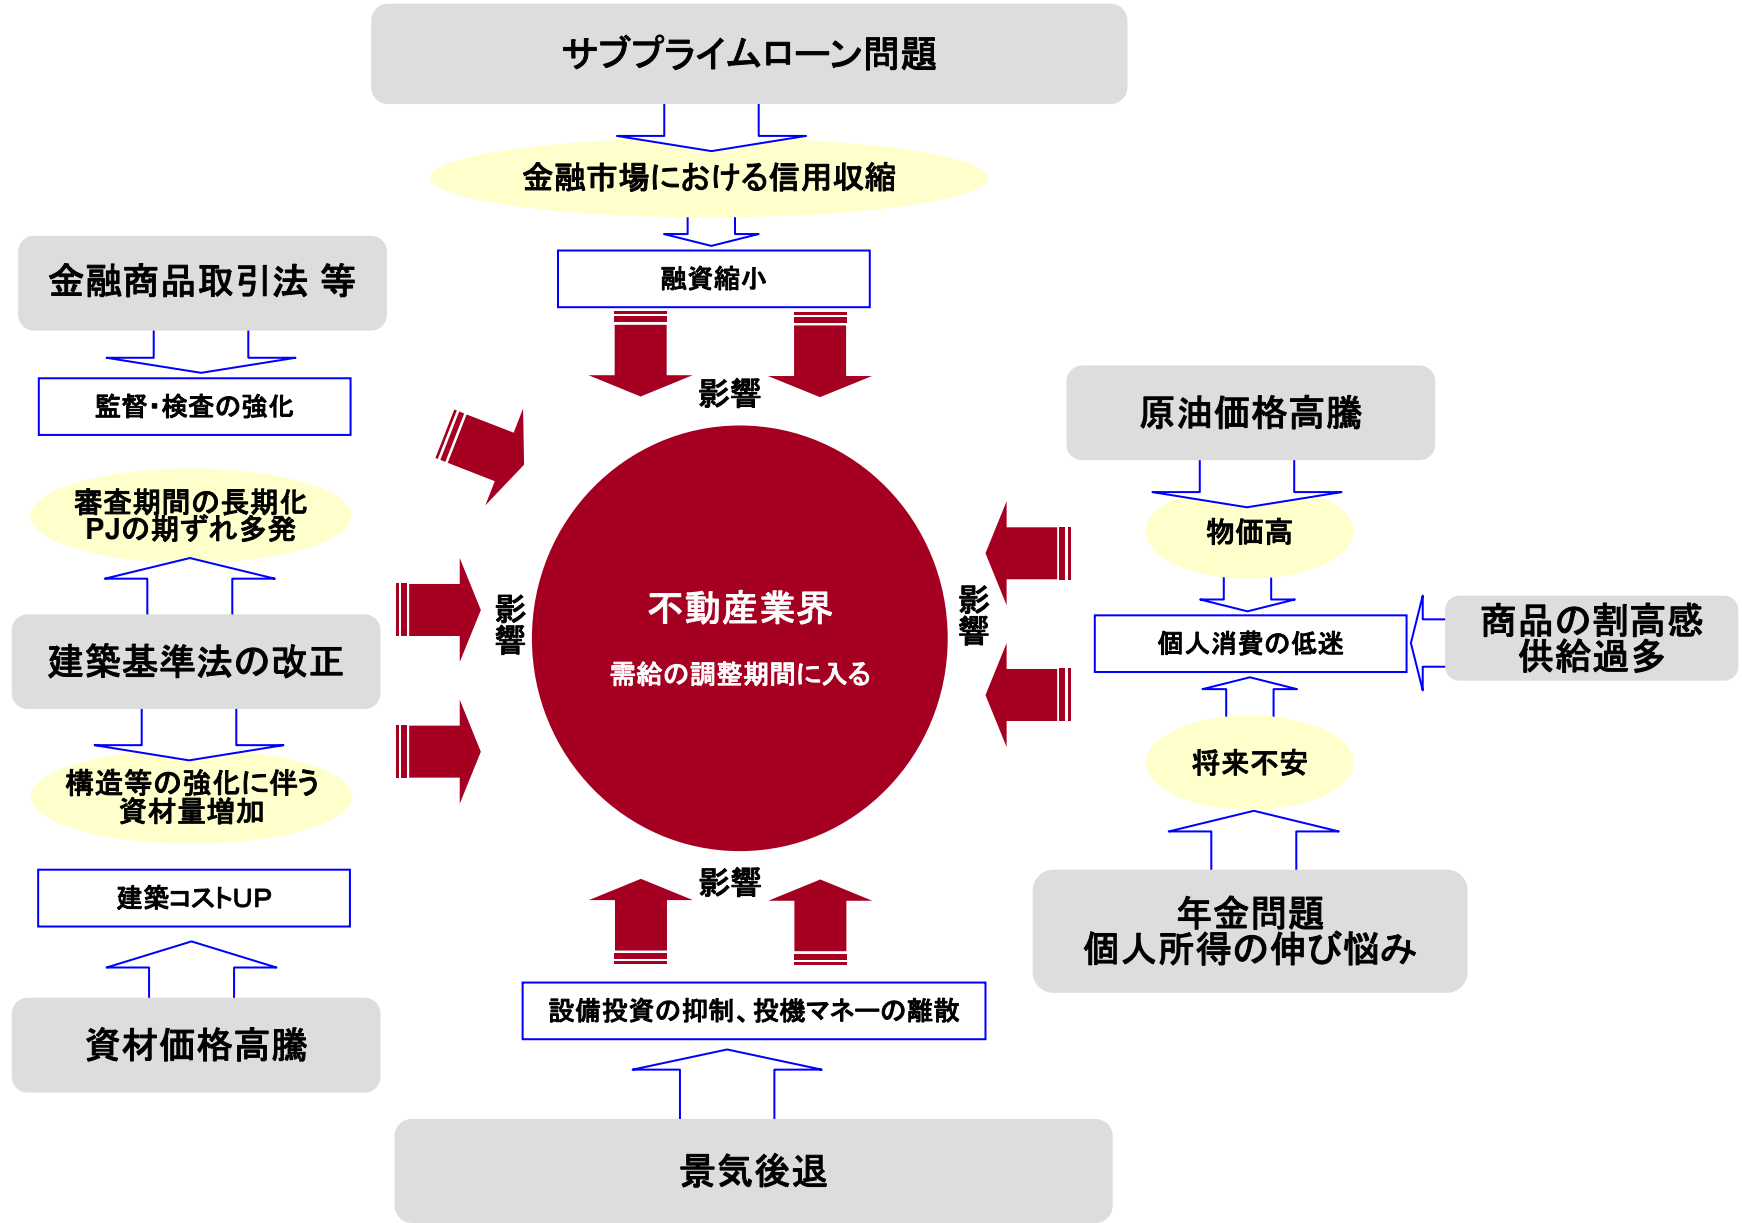 サブプライムローン問題
金融市場における信用収縮
融資縮小
影響
金融商品取引法 等
監督・検査の強化
審査期間の長期化
PJの期ずれ多発
建築基準法の改正
構造等の強化に伴う
資材量増加
建築コストUP
資材価格高騰
影響
不動産業界
需給の調整期間に入る
影響
原油価格高騰
物価高
個人消費の低迷
商品の割高感
供給過多
将来不安
年金問題
個人所得の伸び悩み
影響
設備投資の抑制、投機マネーの離散
景気後退